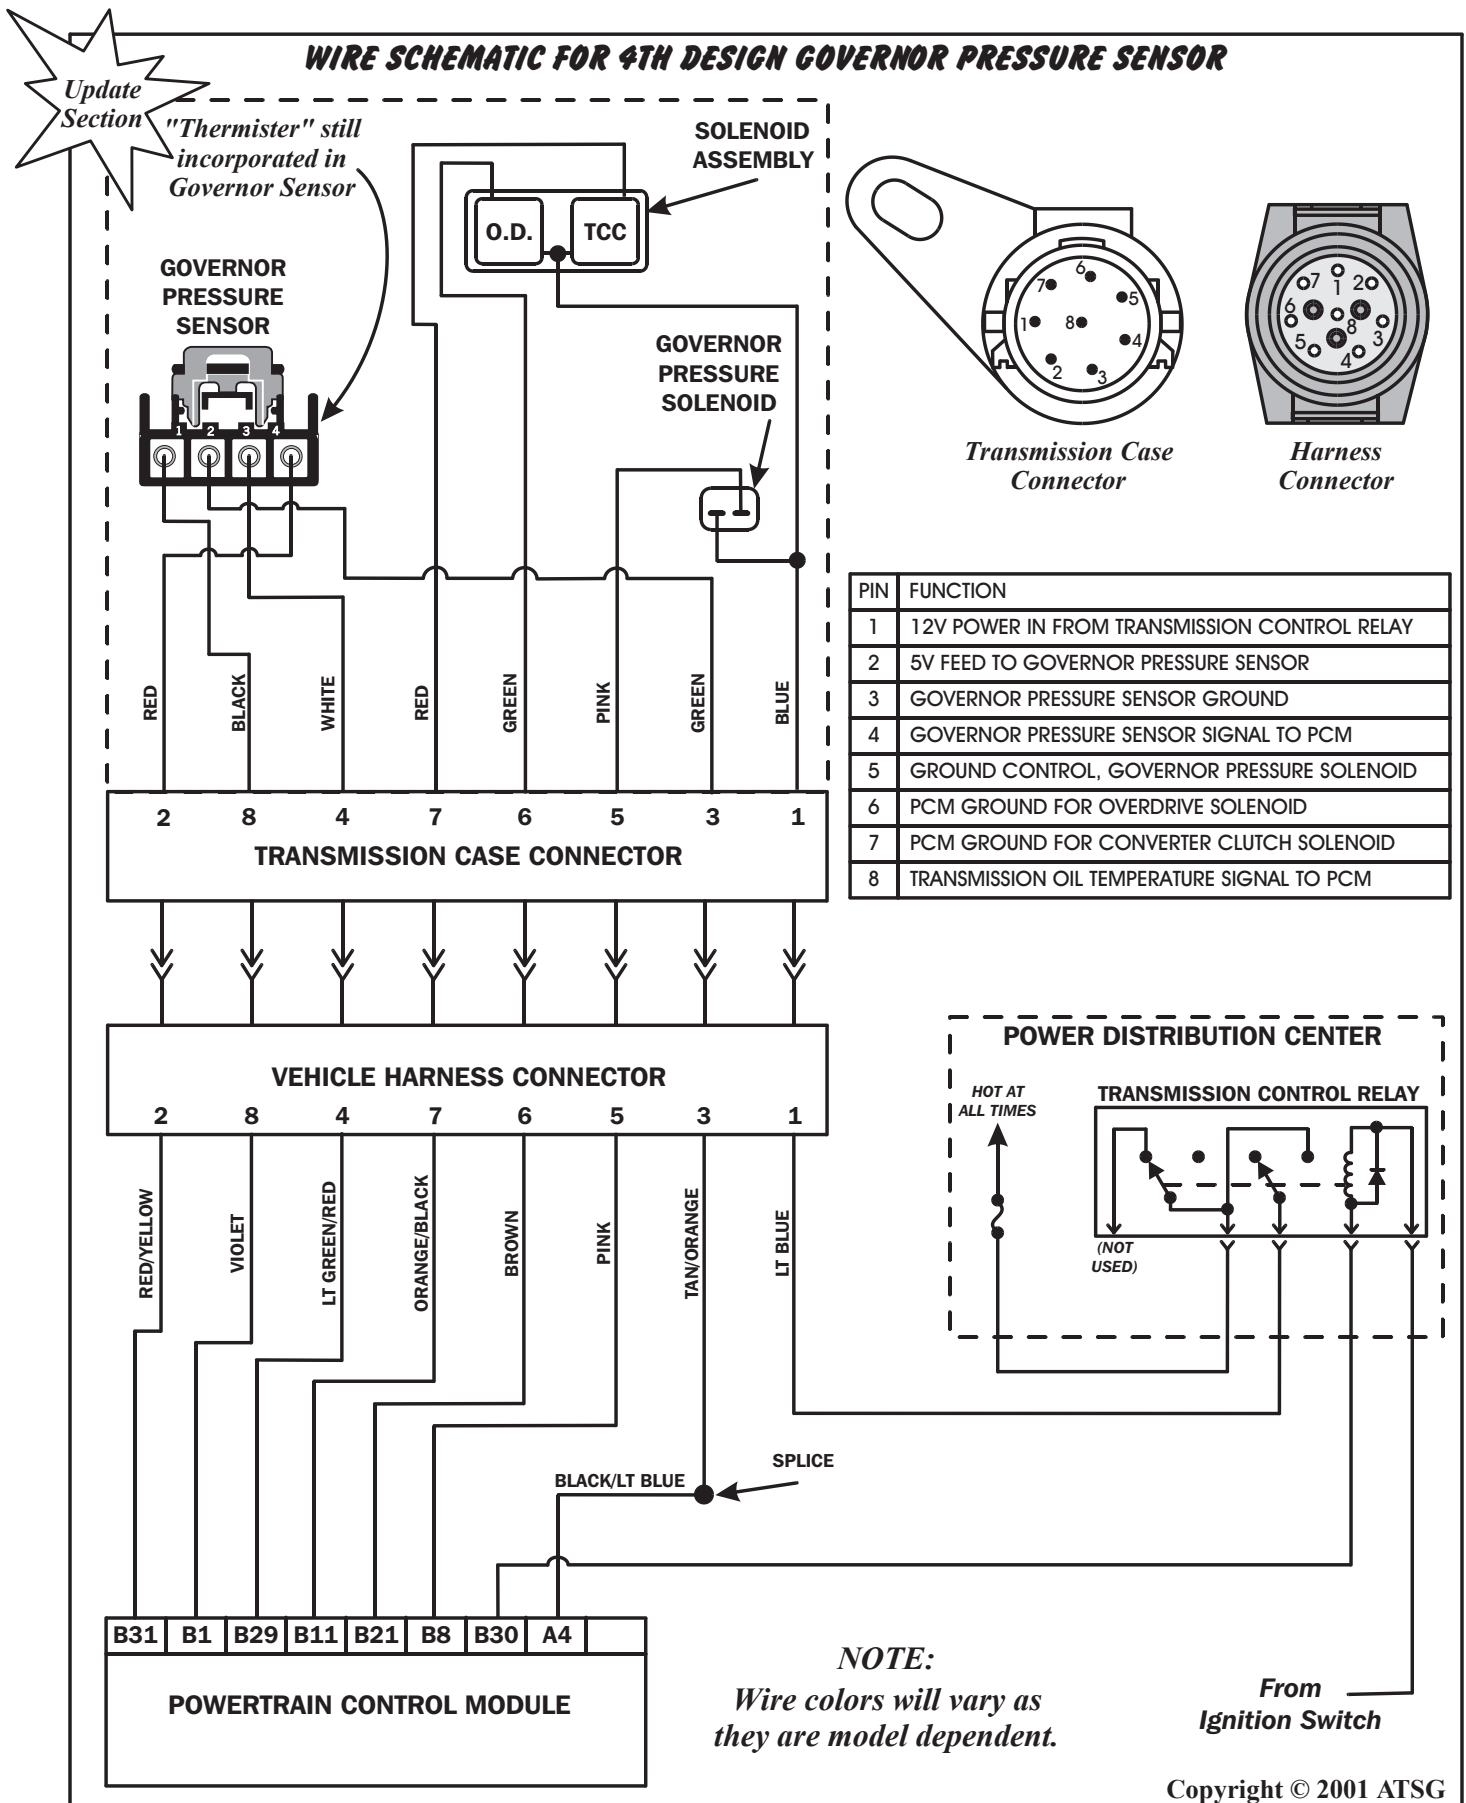 WIRE SCHEMATIC FOR 4TH DESIGN GOVERNOR PRESSURE SENSOR
Update
Section
"Thermister" still
incorporated in
Governor Sensor
SOLENOID
ASSEMBLY
O.D.
TCC
GOVERNOR
PRESSURE
SENSOR
1 2 3 4
GOVERNOR
PRESSURE
SOLENOID
7 6 5
1 8 4
2 3
Transmission Case
Connector
7 1 2
6 8 3
5 4
Harness
Connector
PIN FUNCTION
1 12V POWER IN FROM TRANSMISSION CONTROL RELAY
2 5V FEED TO GOVERNOR PRESSURE SENSOR
3 GOVERNOR PRESSURE SENSOR GROUND
4 GOVERNOR PRESSURE SENSOR SIGNAL TO PCM
5 GROUND CONTROL, GOVERNOR PRESSURE SOLENOID
6 PCM GROUND FOR OVERDRIVE SOLENOID
7 PCM GROUND FOR CONVERTER CLUTCH SOLENOID
8 TRANSMISSION OIL TEMPERATURE SIGNAL TO PCM
RED BLACK WHITE RED GREEN PINK GREEN BLUE
2 8 4 7 6 5 3 1
TRANSMISSION CASE CONNECTOR
VEHICLE HARNESS CONNECTOR
2 8 4 7 6 5 3 1
RED/YELLOW VIOLET LT GREEN/RED ORANGE/BLACK BROWN PINK TAN/ORANGE LT BLUE
POWER DISTRIBUTION CENTER
HOT AT
ALL TIMES
TRANSMISSION CONTROL RELAY
(NOT
USED)
SPLICE
BLACK/LT BLUE
B31 B1 B29 B11 B21 B8 B30 A4
POWERTRAIN CONTROL MODULE
NOTE:
Wire colors will vary as
they are model dependent.
From
Ignition Switch
Copyright © 2001 ATSG